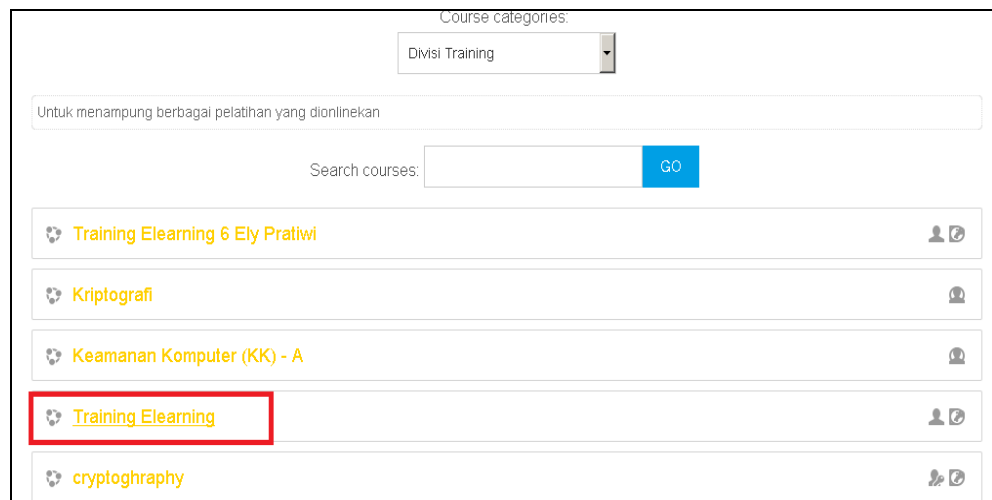 Course categories:
Divisi Training
Untuk menampung berbagai pelatihan yang dionlinekan
Search courses:
GO
Training Elearning 6 Ely Pratiwi
Kriptografi
Keamanan Komputer (KK) - A
Training Elearning
cryptoghraphy